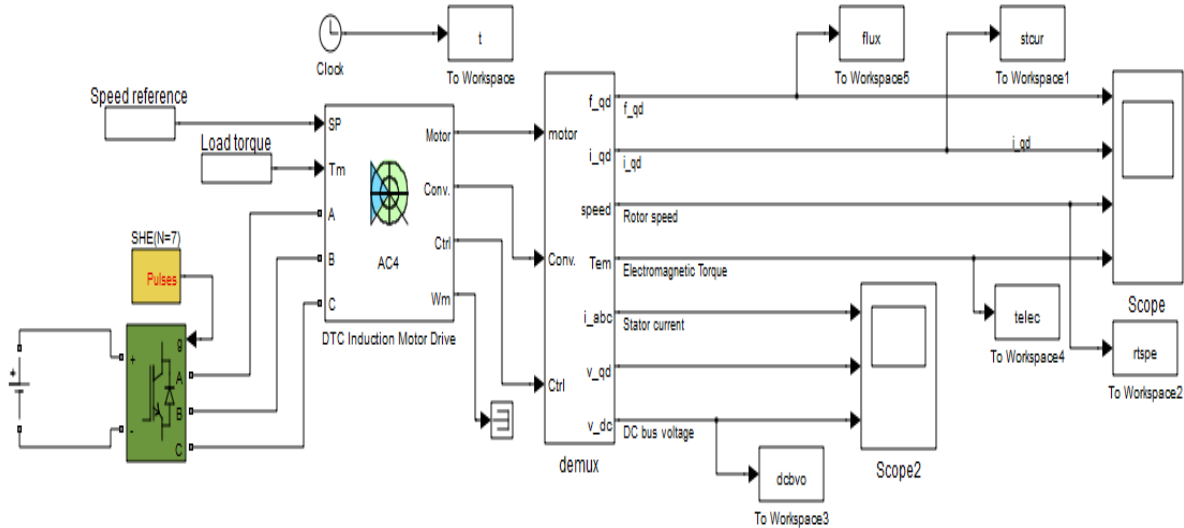 Clock
t
To Workspace
flux
To Workspace5
stcur
To Workspace1
Speed reference
Load torque
SP
Tm
A
B
C
Motor
Conv.
Ctrl
Wm
AC4
DTC Induction Motor Drive
SHE(N=7)
Pulses
g
+
-
A
B
C
+
motor
Conv.
Ctrl
f_qd
i_qd
speed
Tem
i_abc
v_qd
v_dc
demux
f_qd
i_qd
i_qd
Rotor speed
Electromagnetic Torque
Stator current
DC bus voltage
Scope
Scope2
telec
To Workspace4
rtspe
To Workspace2
dcbvo
To Workspace3